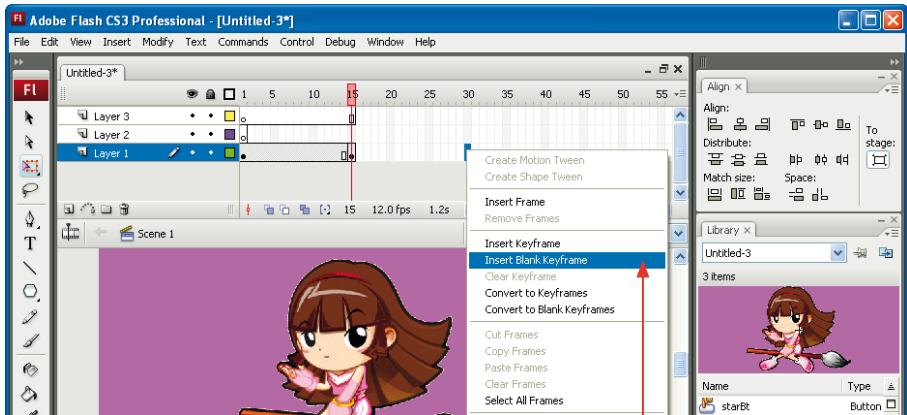 Adobe Flash CS3 Professional - [Untitled-3*]
File Edit View Insert Modify Text Commands Control Debug Window Help
Untitled-3*
Fl
1 5 10 15 20 25 30 35 40 45 50 55
Layer 3
Layer 2
Layer 1
15 12.0 fps 1.2s
Scene 1
T
Create Motion Tween
Create Shape Tween
Insert Frame
Remove Frames
Insert Keyframe
Insert Blank Keyframe
Clear Keyframe
Convert to Keyframes
Convert to Blank Keyframes
Cut Frames
Copy Frames
Paste Frames
Clear Frames
Select All Frames
Align
Align:
To
stage:
Distribute:
Match size: Space:
Library
Untitled-3
3 items
Name Type
starBt Button